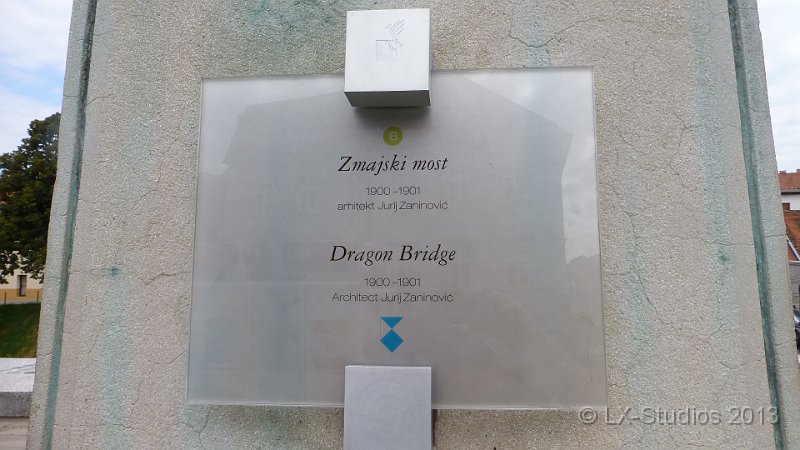 B
Zmajski most
1900–1901
arhitekt Jurij Zaninović
Dragon Bridge
1900–1901
Architect Jurij Zaninović
© LX-Studios 2013